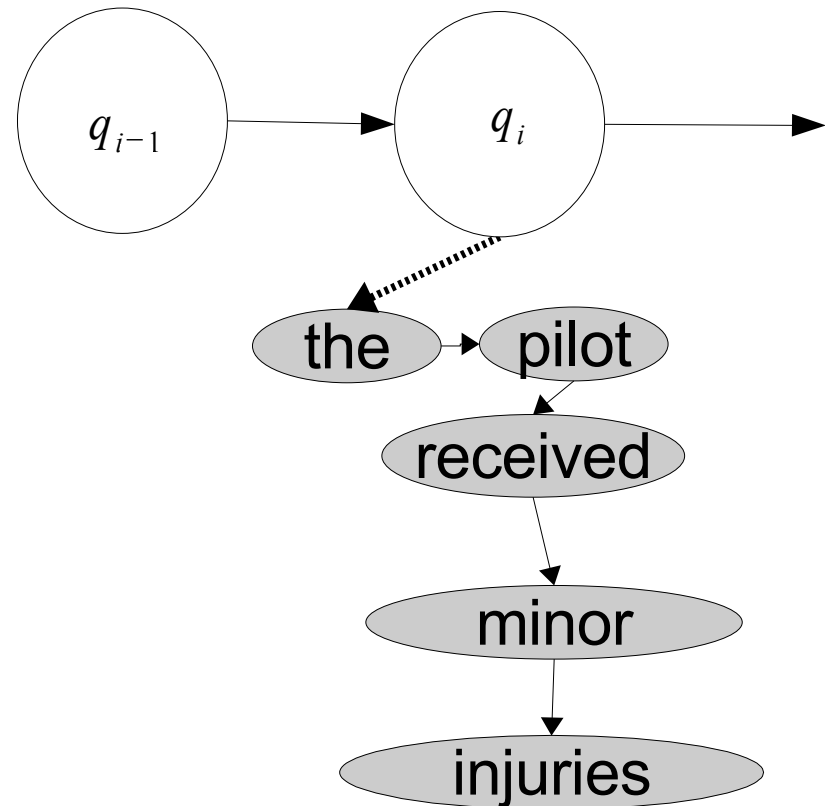 q_{i−1} q_i
the pilot
received
minor
injuries